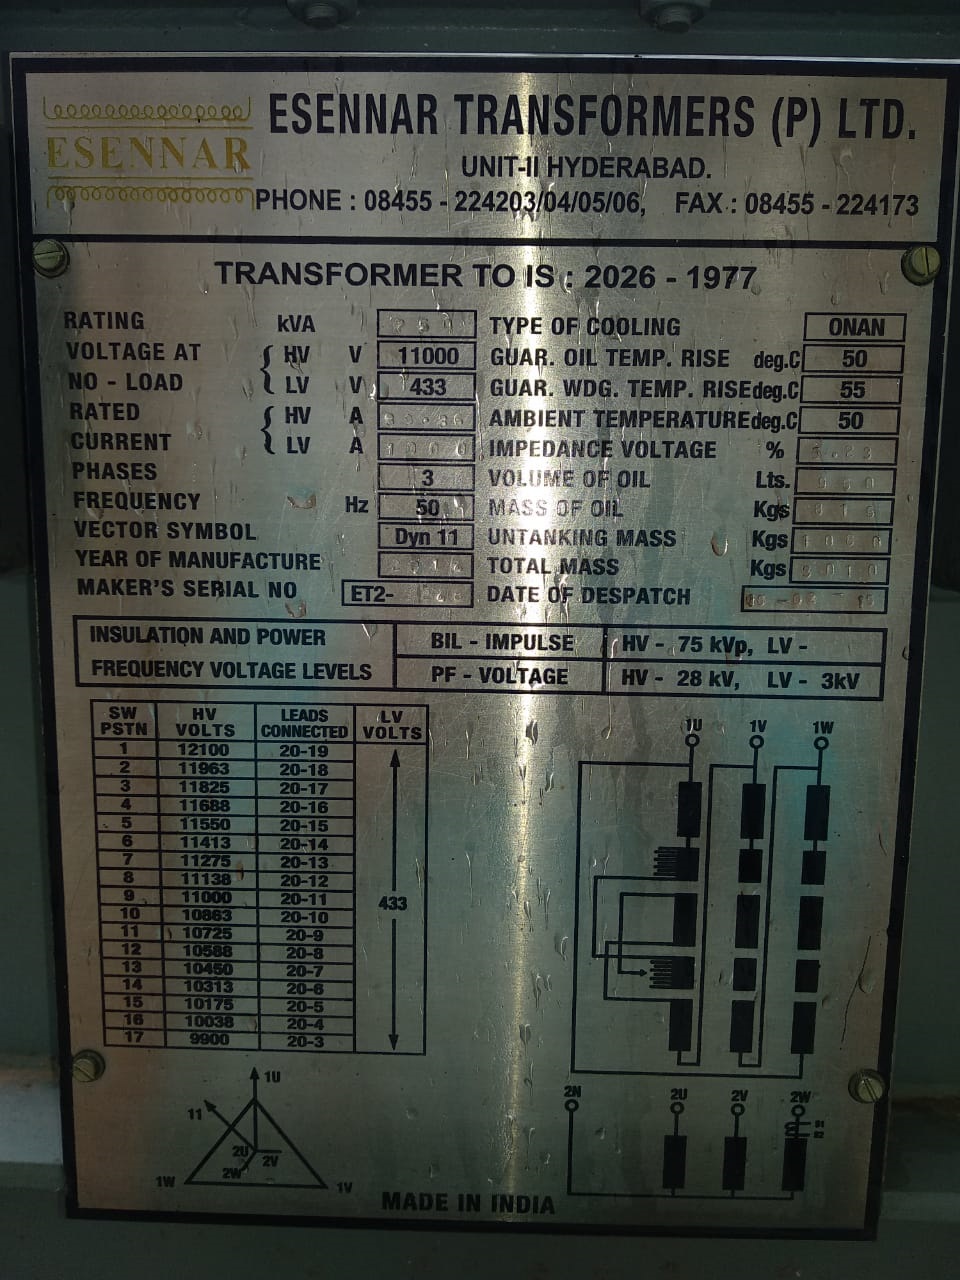 ESENNAR
ESENNAR TRANSFORMERS (P) LTD.
UNIT-II HYDERABAD.
PHONE : 08455 - 224203/04/05/06, FAX : 08455 - 224173
TRANSFORMER TO IS : 2026 - 1977
RATING kVA TYPE OF COOLING ONAN
VOLTAGE AT HV V 11000 GUAR. OIL TEMP. RISE deg.C 50
NO - LOAD LV V 433 GUAR. WDG. TEMP. RISE deg.C 55
RATED HV A AMBIENT TEMPERATURE deg.C 50
CURRENT LV A IMPEDANCE VOLTAGE %
PHASES 3 VOLUME OF OIL Lts.
FREQUENCY Hz 50 MASS OF OIL Kgs
VECTOR SYMBOL Dyn 11 UNTANKING MASS Kgs
YEAR OF MANUFACTURE TOTAL MASS Kgs
MAKER'S SERIAL NO ET2- DATE OF DESPATCH
INSULATION AND POWER BIL - IMPULSE HV - 75 kVp, LV -
FREQUENCY VOLTAGE LEVELS PF - VOLTAGE HV - 28 kV, LV - 3kV
SW HV LEADS LV
PSTN VOLTS CONNECTED VOLTS
1 12100 20-19
2 11963 20-18
3 11825 20-17
4 11688 20-16
5 11550 20-15
6 11413 20-14
7 11275 20-13
8 11138 20-12
9 11000 20-11 433
10 10863 20-10
11 10725 20-9
12 10588 20-8
13 10450 20-7
14 10313 20-6
15 10175 20-5
16 10038 20-4
17 9900 20-3
1U 1V 1W
2N 2U 2V 2W
1U
11
2U 2V
2W
1W 1V
MADE IN INDIA